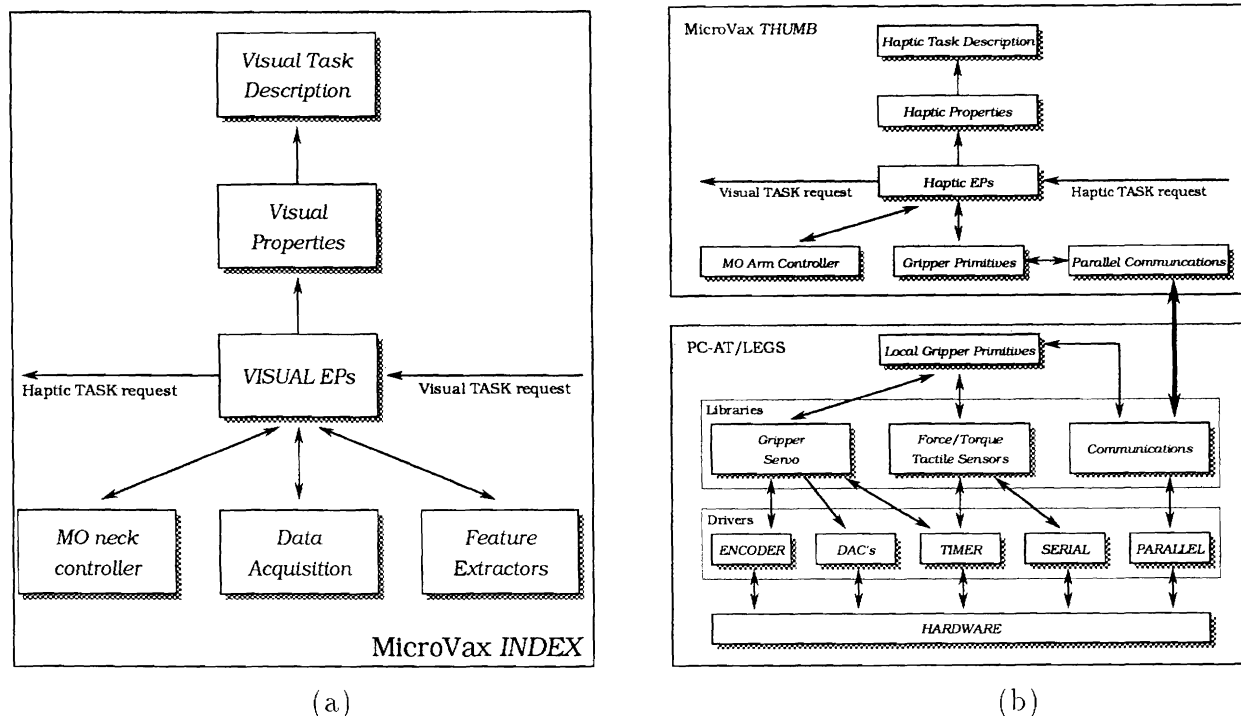 Visual Task
Description
Visual
Properties
VISUAL EPs
Haptic TASK request
Visual TASK request
MO neck
controller
Data
Acquisition
Feature
Extractors
MicroVax INDEX
(a)
MicroVax THUMB
Haptic Task Description
Haptic Properties
Haptic EPs
Visual TASK request
Haptic TASK request
MO Arm Controller
Gripper Primitives
Parallel Communcations
PC-AT/LEGS
Local Gripper Primitives
Libraries
Gripper
Servo
Force/Torque
Tactile Sensors
Communications
Drivers
ENCODER
DAC's
TIMER
SERIAL
PARALLEL
HARDWARE
(b)